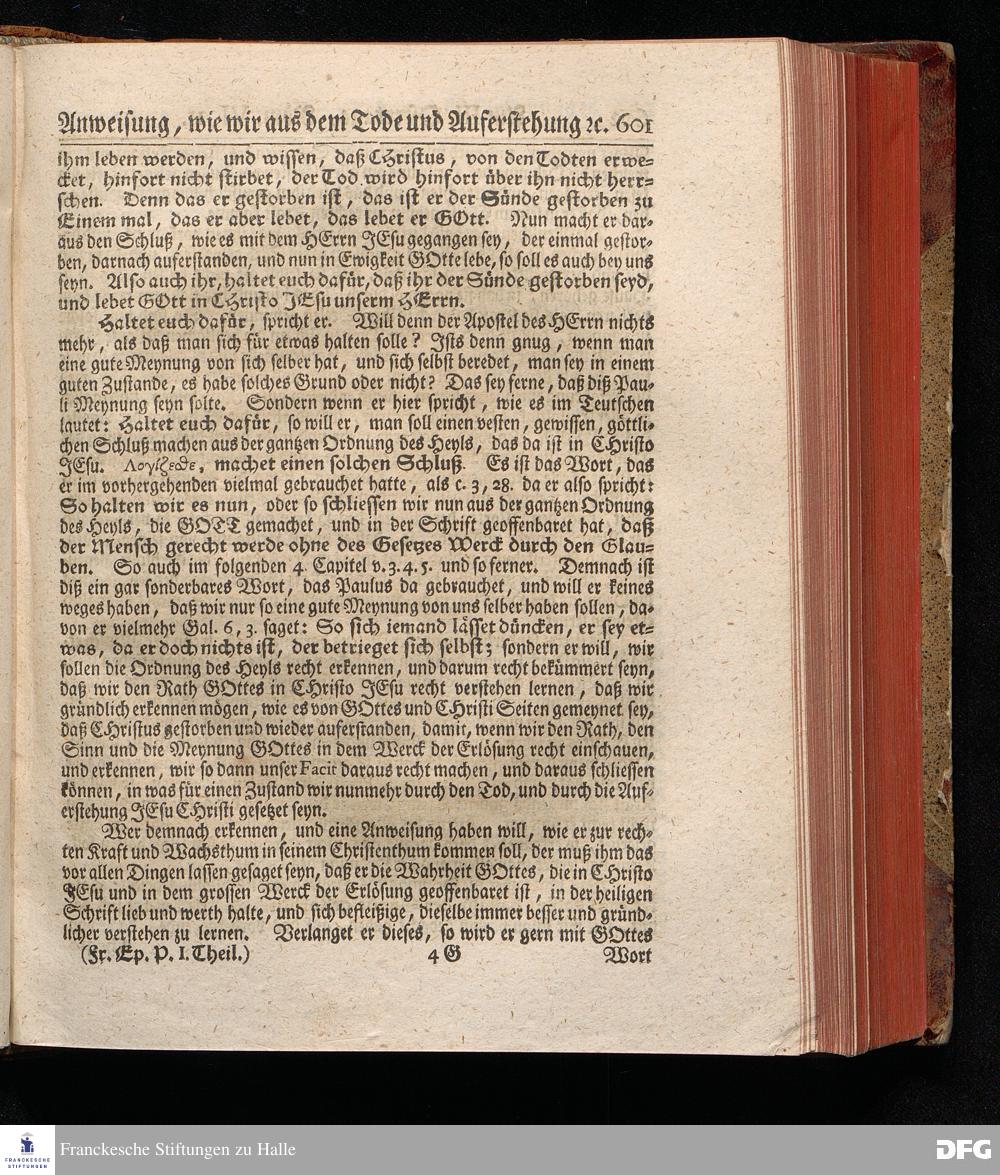 Anweisung, wie wir aus dem Tode und Auferstehung ꝛc. 601
ihm leben werden, und wissen, daß CHristus, von den Todten erwe-
cket, hinfort nicht stirbet, der Tod wird hinfort über ihn nicht herr-
schen. Denn das er gestorben ist, das ist er der Sünde gestorben zu
Einem mal, das er aber lebet, das lebet er GOtt. Nun macht er dar-
aus den Schluß, wie es mit dem HErrn JEsu gegangen sey, der einmal gestor-
ben, darnach auferstanden, und nun in Ewigkeit GOtte lebe, so soll es auch bey uns
seyn. Also auch ihr, haltet euch dafür, daß ihr der Sünde gestorben seyd,
und lebet GOtt in CHristo JEsu unserm HErrn.
Haltet euch dafür, spricht er. Will denn der Apostel des HErrn nichts
mehr, als daß man sich für etwas halten solle? Ists denn gnug, wenn man
eine gute Meynung von sich selber hat, und sich selbst beredet, man sey in einem
guten Zustande, es habe solches Grund oder nicht? Das sey ferne, daß diß Pau-
li Meynung seyn solte. Sondern wenn er hier spricht, wie es im Teutschen
lautet: Haltet euch dafür, so will er, man soll einen vesten, gewissen, göttli-
chen Schluß machen aus der gantzen Ordnung des Heyls, das da ist in CHristo
JEsu. Λογίζεσθε, machet einen solchen Schluß. Es ist das Wort, das
er im vorhergehenden vielmal gebrauchet hatte, als c. 3, 28. da er also spricht:
So halten wir es nun, oder so schliessen wir nun aus der gantzen Ordnung
des Heyls, die GOTT gemachet, und in der Schrift geoffenbaret hat, daß
der Mensch gerecht werde ohne des Gesetzes Werck durch den Glau-
ben. So auch im folgenden 4. Capitel v. 3. 4. 5. und so ferner. Demnach ist
diß ein gar sonderbares Wort, das Paulus da gebrauchet, und will er keines
weges haben, daß wir nur so eine gute Meynung von uns selber haben sollen, da-
von er vielmehr Gal. 6, 3. saget: So sich iemand lässet düncken, er sey et-
was, da er doch nichts ist, der betrieget sich selbst; sondern er will, wir
sollen die Ordnung des Heyls recht erkennen, und darum recht bekümmert seyn,
daß wir den Rath GOttes in CHristo JEsu recht verstehen lernen, daß wir
gründlich erkennen mögen, wie es von GOttes und CHristi Seiten gemeynet sey,
daß CHristus gestorben und wieder auferstanden, damit, wenn wir den Rath, den
Sinn und die Meynung GOttes in dem Werck der Erlösung recht einschauen,
und erkennen, wir so dann unser Facit daraus recht machen, und daraus schliessen
können, in was für einen Zustand wir nunmehr durch den Tod, und durch die Auf-
erstehung JEsu CHristi gesetzet seyn.
Wer demnach erkennen, und eine Anweisung haben will, wie er zur rech-
ten Kraft und Wachsthum in seinem Christenthum kommen soll, der muß ihm das
vor allen Dingen lassen gesaget seyn, daß er die Wahrheit GOttes, die in CHristo
JEsu und in dem grossen Werck der Erlösung geoffenbaret ist, in der heiligen
Schrift lieb und werth halte, und sich befleißige, dieselbe immer besser und gründ-
licher verstehen zu lernen. Verlanget er dieses, so wird er gern mit GOttes
(Fr. Ep. P. I. Theil.) 4 G Wort
FRANCKESCHE
STIFTUNGEN
Franckesche Stiftungen zu Halle
DFG